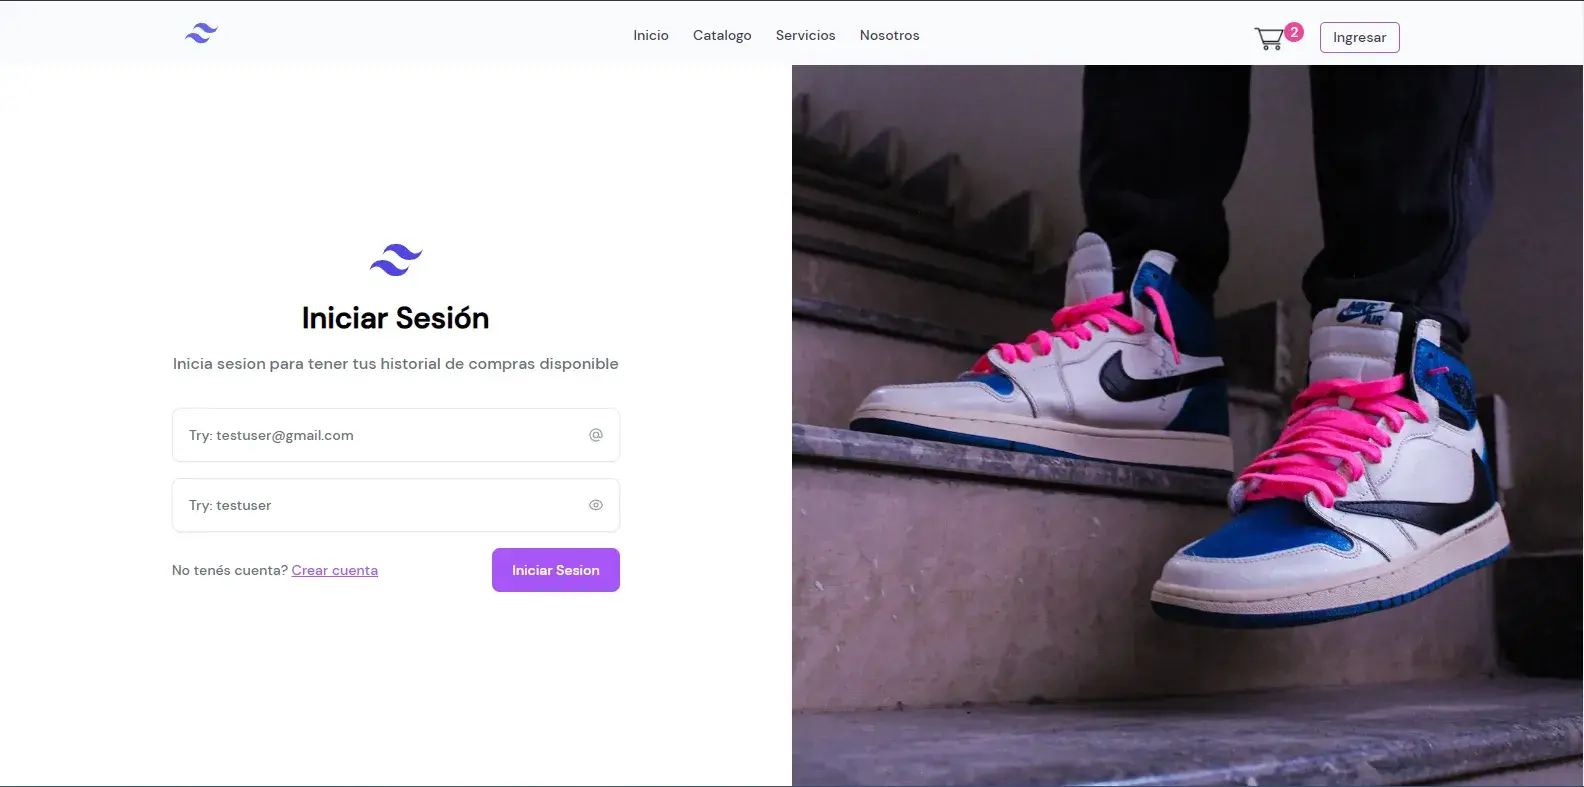 Inicio Catalogo Servicios Nosotros 2 Ingresar
Iniciar Sesión
Inicia sesion para tener tus historial de compras disponible
Try: testuser@gmail.com @
Try: testuser
No tenés cuenta? Crear cuenta Iniciar Sesion
NIKE
AIR